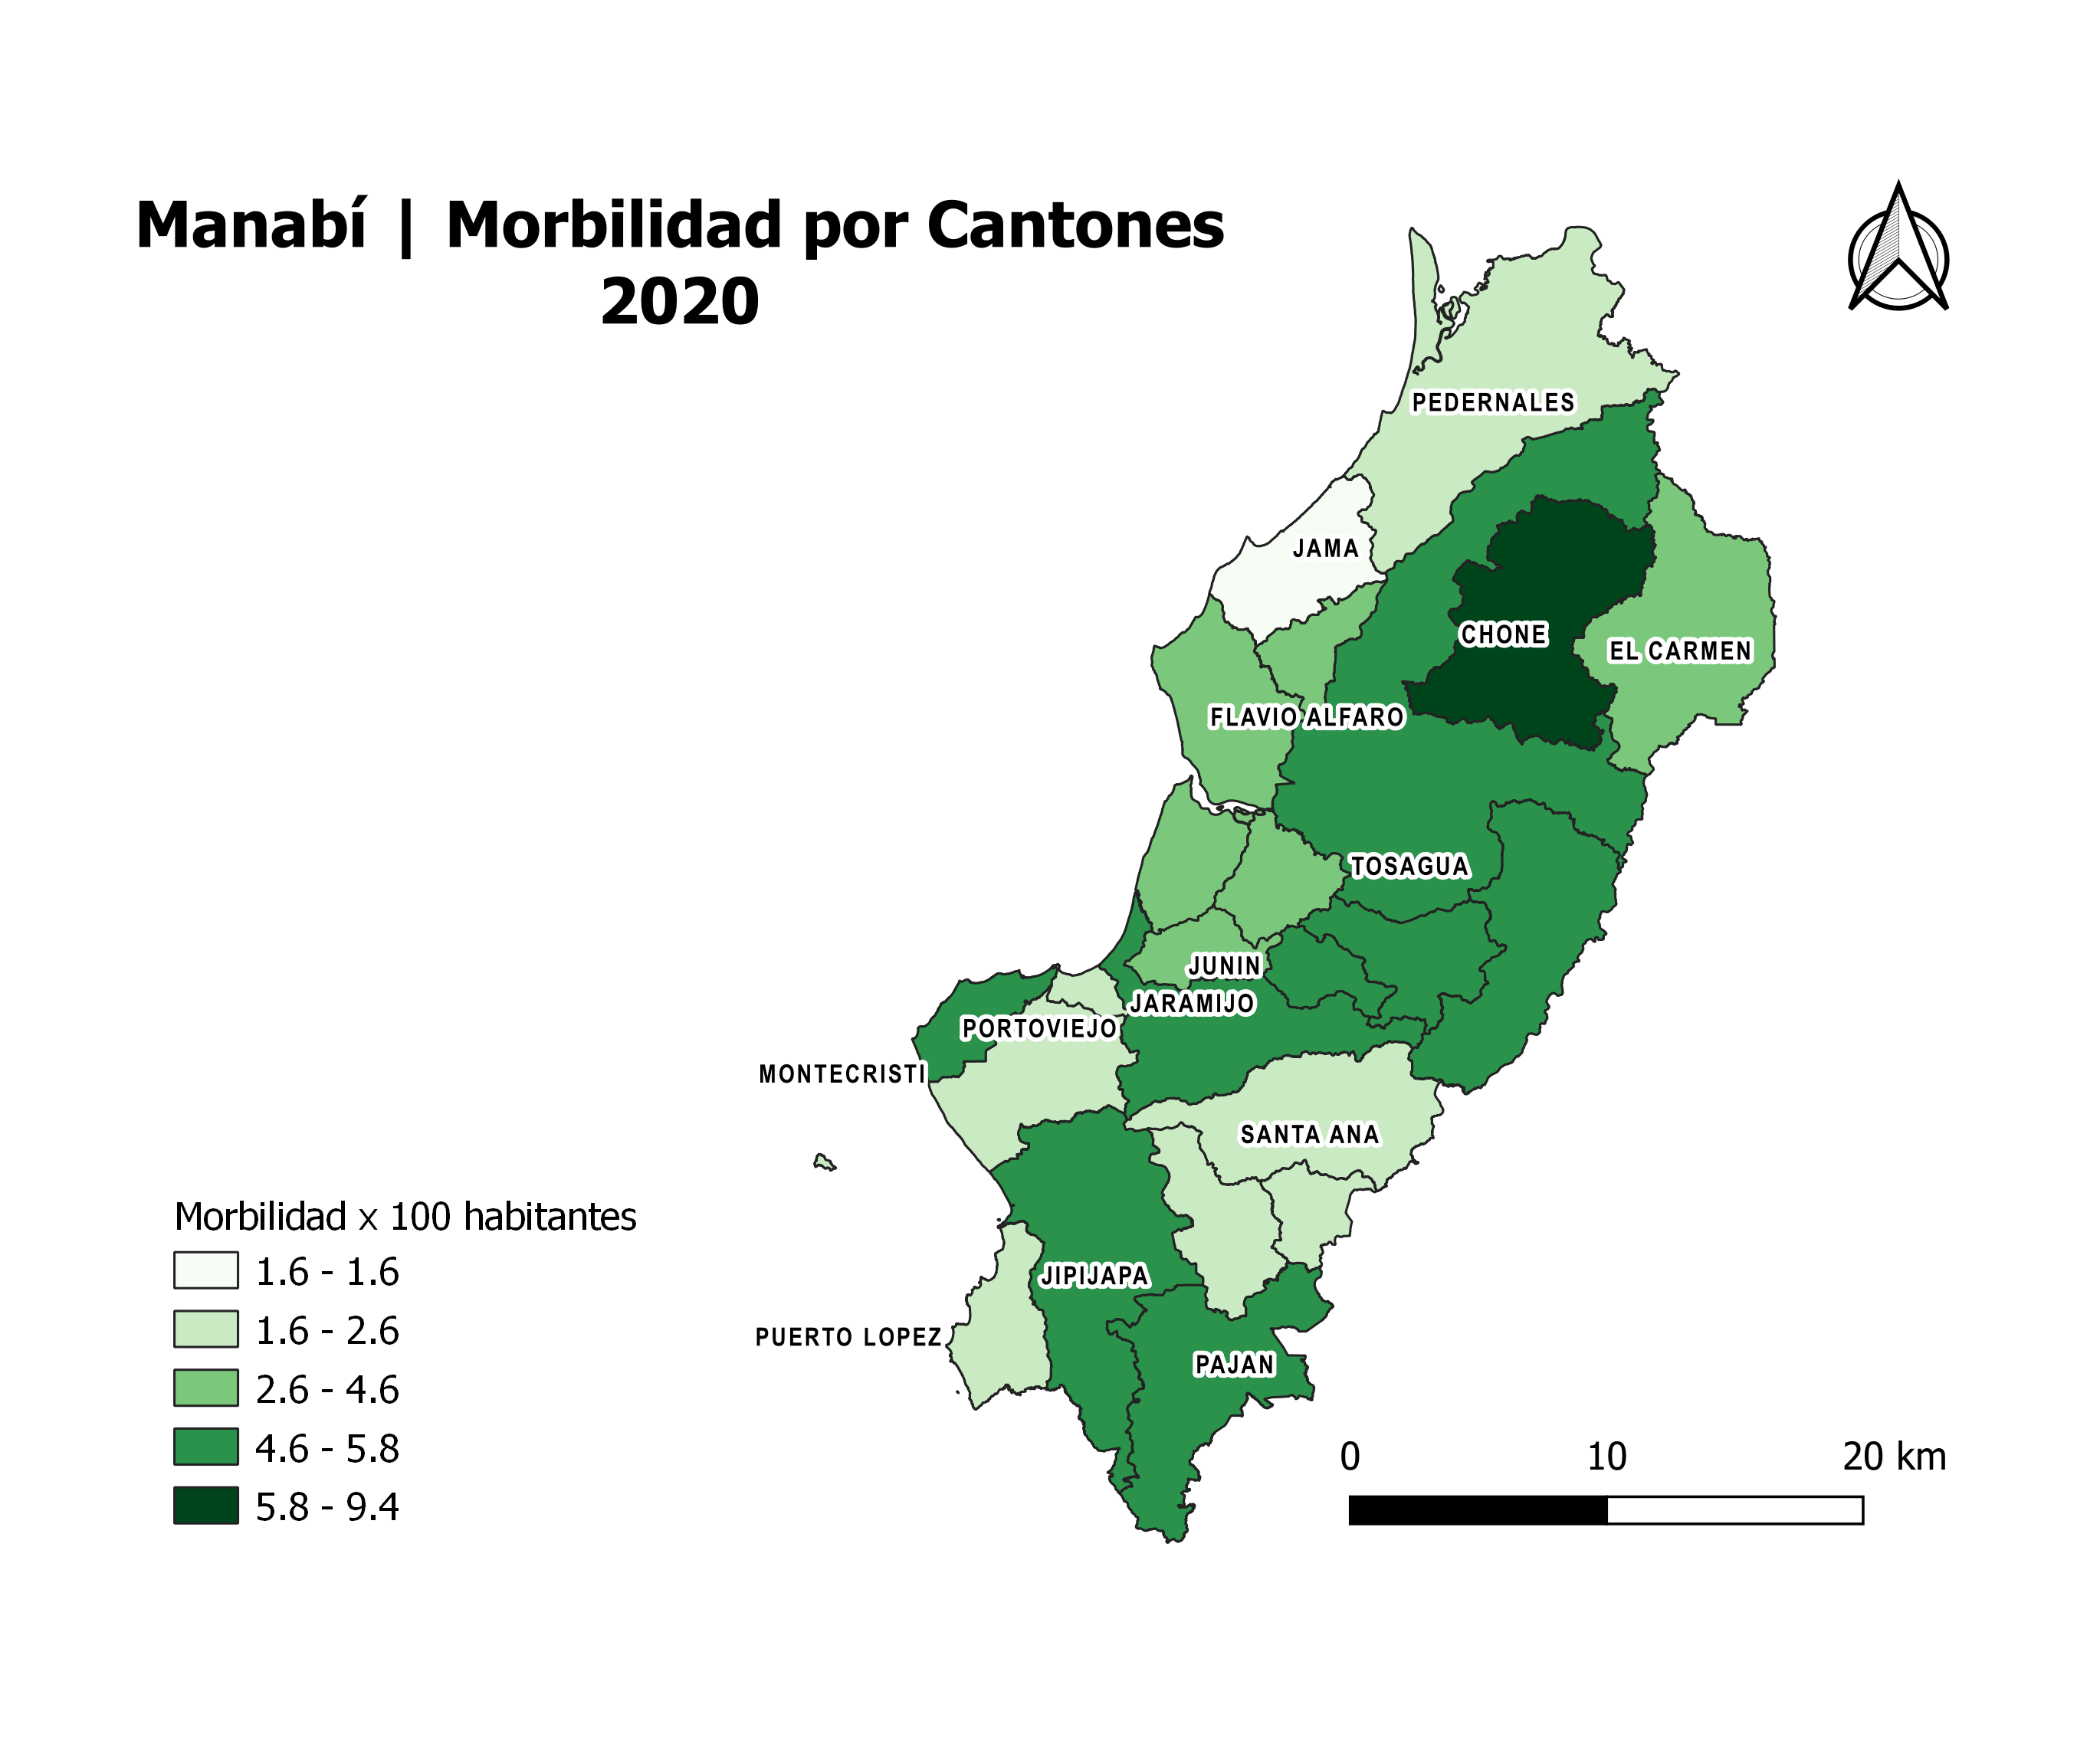 Manabí | Morbilidad por Cantones
2020
PEDERNALES
JAMA
CHONE
EL CARMEN
FLAVIO ALFARO
TOSAGUA
JUNIN
JARAMIJO
PORTOVIEJO
MONTECRISTI
SANTA ANA
JIPIJAPA
PUERTO LOPEZ
PAJAN
Morbilidad x 100 habitantes
1.6 - 1.6
1.6 - 2.6
2.6 - 4.6
4.6 - 5.8
5.8 - 9.4
0 10 20 km